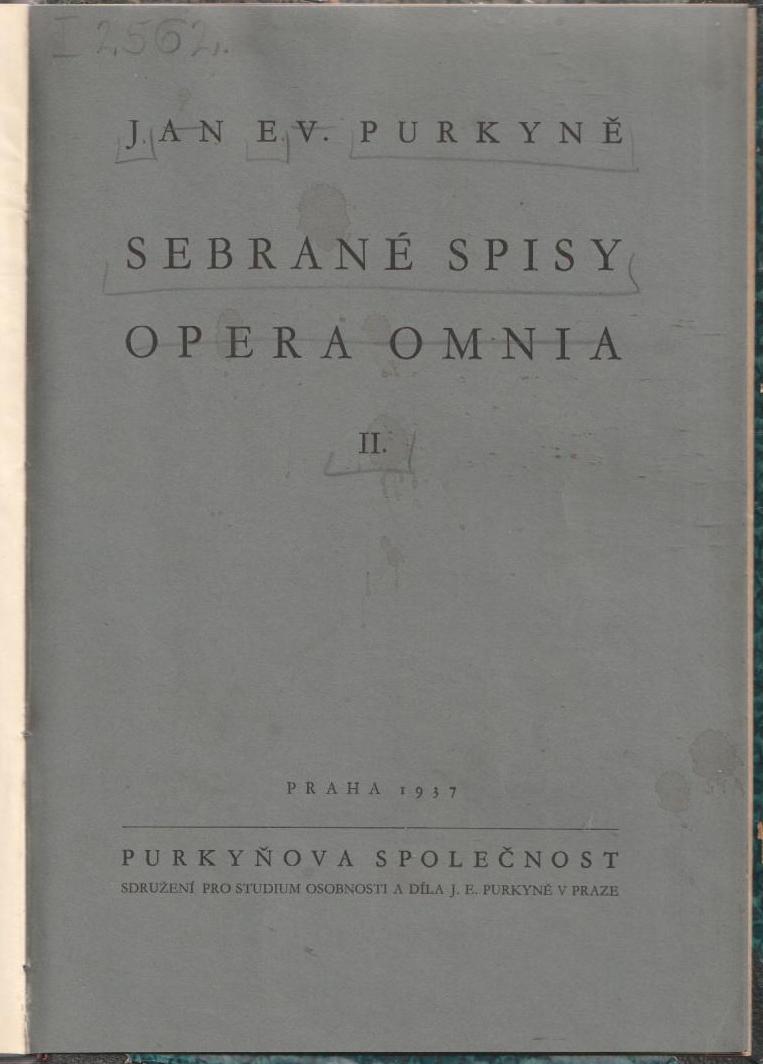 I 2562.
JAN EV. PURKYNĚ
SEBRANÉ SPISY
OPERA OMNIA
II.
PRAHA 1937
PURKYŇOVA SPOLEČNOST
SDRUŽENÍ PRO STUDIUM OSOBNOSTI A DÍLA J. E. PURKYNĚ V PRAZE